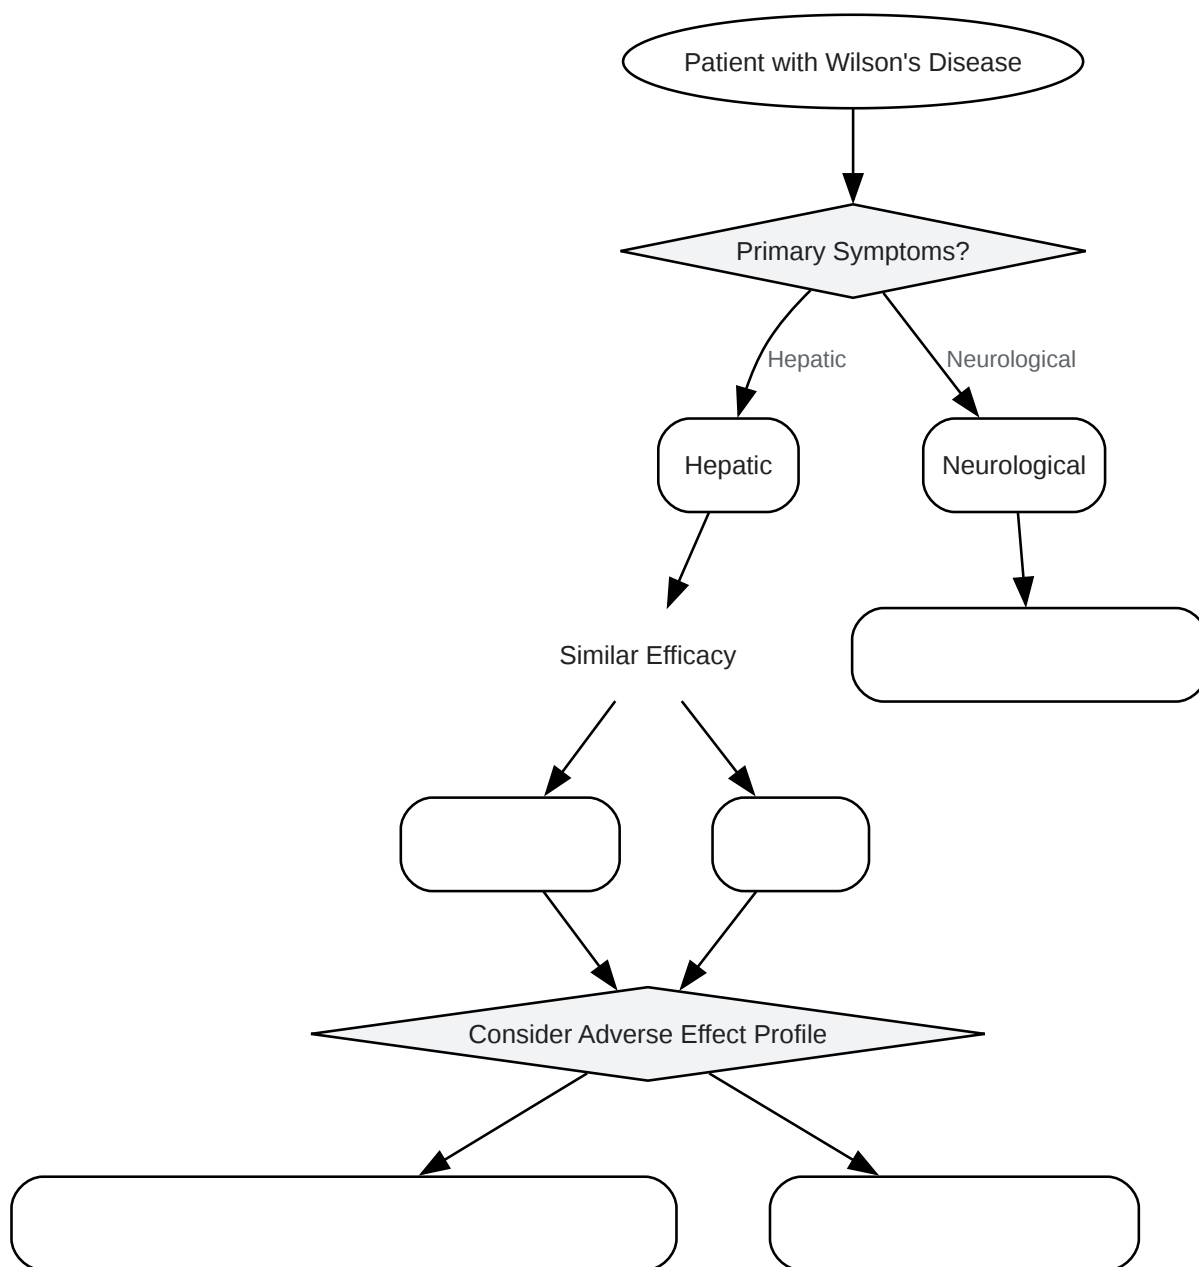 Patient with Wilson's Disease
Primary Symptoms?
Hepatic
Neurological
Hepatic
Neurological
Similar Efficacy
Consider Adverse Effect Profile